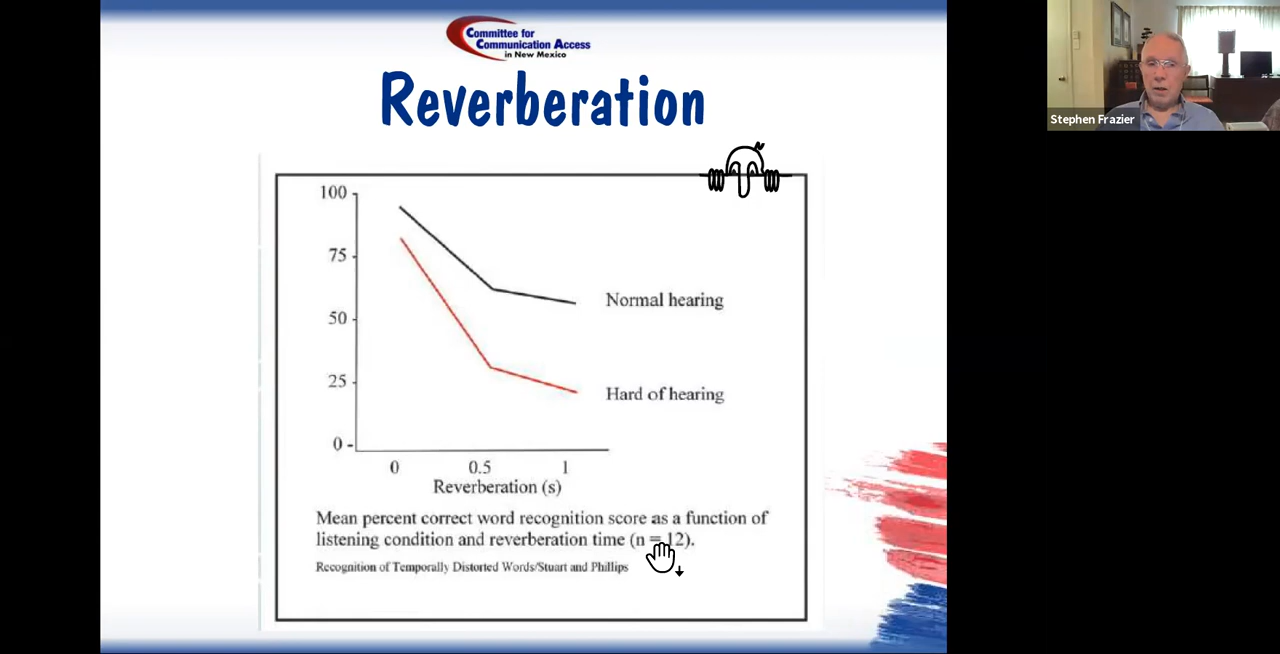 Committee for
Communication Access
in New Mexico
Reverberation
Stephen Frazier
100
75
50
25
0
Normal hearing
Hard of hearing
0 0.5 1
Reverberation (s)
Mean percent correct word recognition score as a function of
listening condition and reverberation time (n = 12).
Recognition of Temporally Distorted Words/Stuart and Phillips